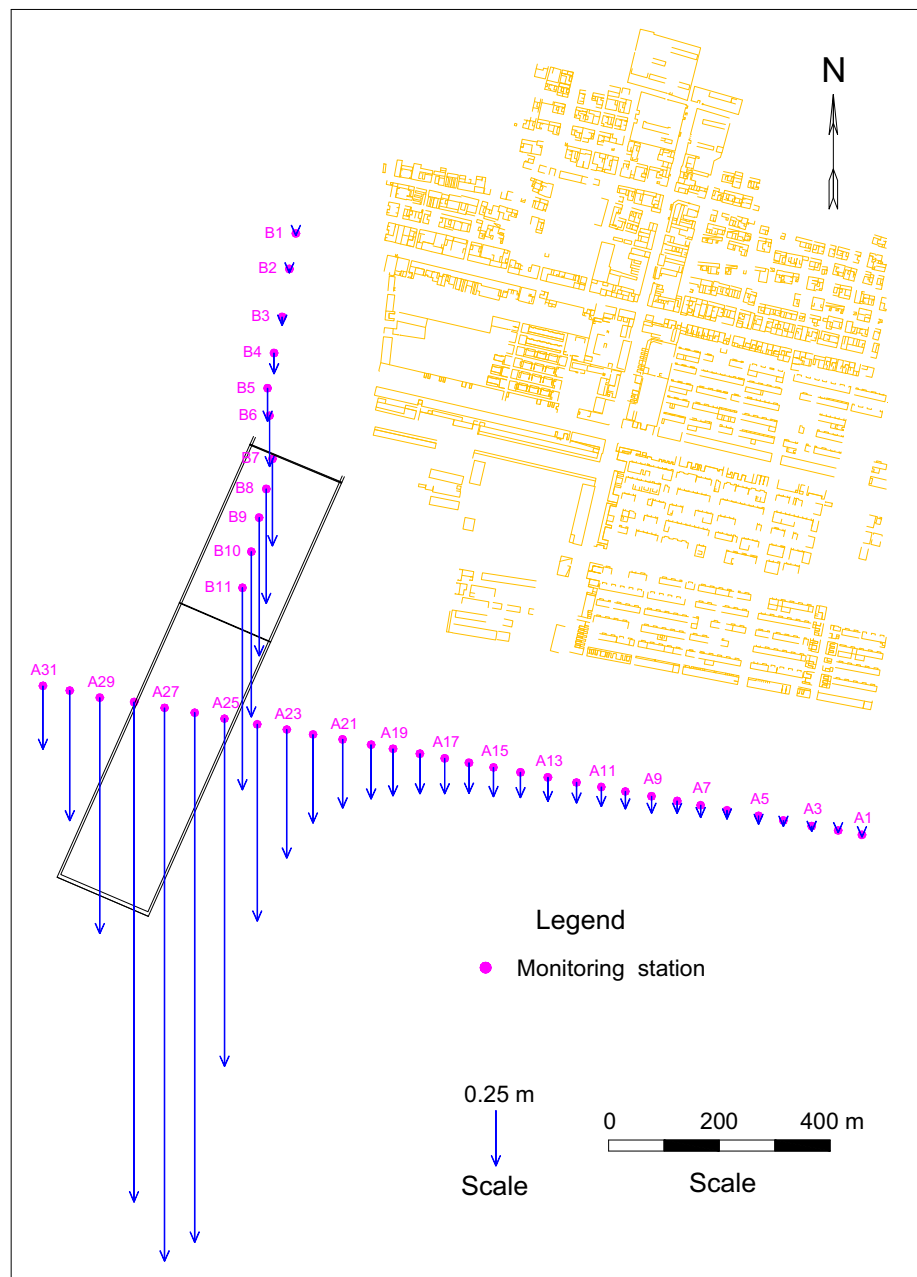 N
B1
B2
B3
B4
B5
B6
B7
B8
B9
B10
B11
A31
A29
A27
A25
A23
A21
A19
A17
A15
A13
A11
A9
A7
A5
A3
A1
Legend
Monitoring station
0.25 m
Scale
0 200 400 m
Scale